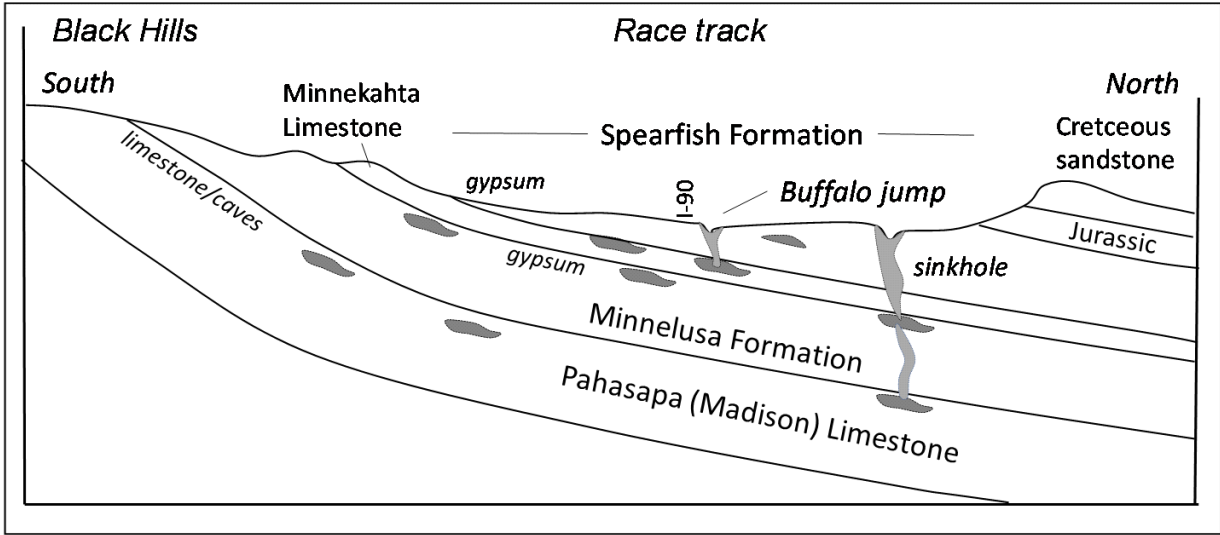 Black Hills
Race track
South
North
Minnekahta
Limestone
Spearfish Formation
Cretceous
sandstone
limestone/caves
gypsum
I-90
Buffalo jump
Jurassic
gypsum
sinkhole
Minnelusa Formation
Pahasapa (Madison) Limestone